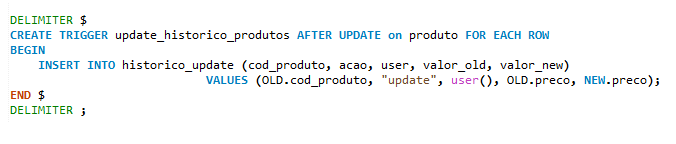 DELIMITER $
CREATE TRIGGER update_historico_produtos AFTER UPDATE on produto FOR EACH ROW
BEGIN
INSERT INTO historico_update (cod_produto, acao, user, valor_old, valor_new)
VALUES (OLD.cod_produto, "update", user(), OLD.preco, NEW.preco);
END $
DELIMITER ;